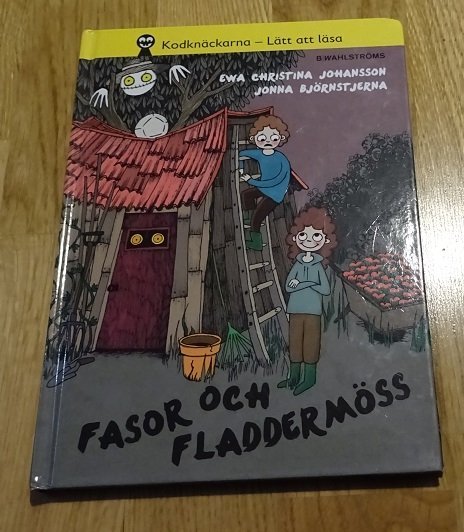 Kodknäckarna – Lätt att läsa
B WAHLSTRÖMS
EWA CHRISTINA JOHANSSON
JONNA BJÖRNSTJERNA
FASOR OCH
FLADDERMÖSS